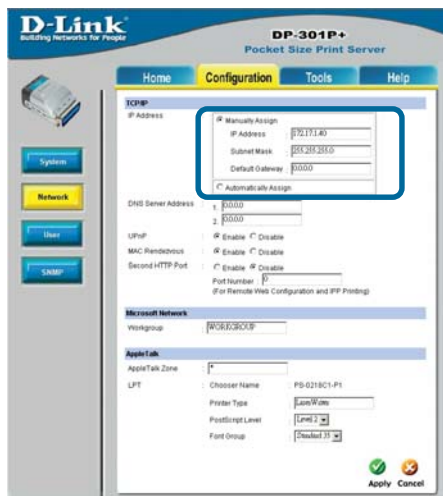 D-Link
Building Networks for People
DP-301P+
Pocket Size Print Server
Home Configuration Tools Help
System
Network
User
SNMP
TCP/IP
IP Address : Manually Assign
IP Address : 172.17.1.40
Subnet Mask : 255.255.255.0
Default Gateway : 0.0.0.0
Automatically Assign
DNS Server Address : 1. 0.0.0.0
2. 0.0.0.0
UPnP : Enable Disable
MAC Rendezvous : Enable Disable
Second HTTP Port : Enable Disable
Port Number : 0
(For Remote Web Configuration and IPP Printing)
Microsoft Network
Workgroup : WORKGROUP
AppleTalk
AppleTalk Zone : *
LPT : Chooser Name : PS-0218C1-P1
Printer Type : LaserWriter
PostScript Level : Level 2
Font Group : Standard 35
Apply Cancel